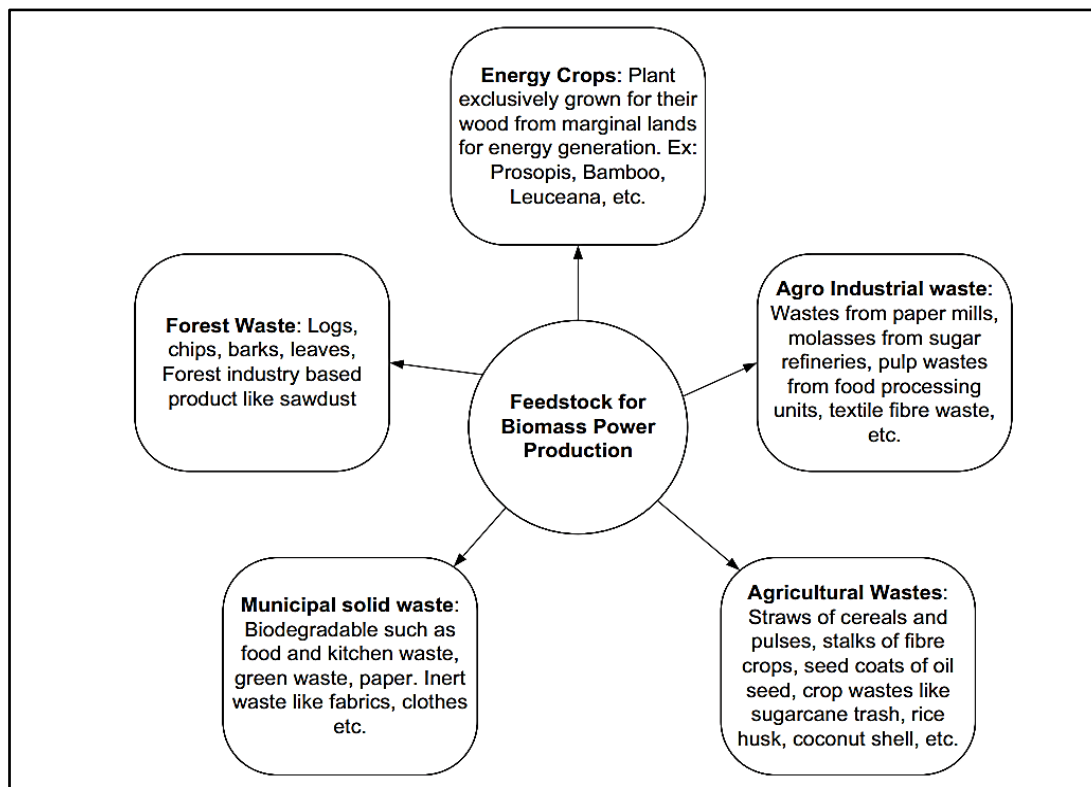 Energy Crops: Plant
exclusively grown for their
wood from marginal lands
for energy generation. Ex:
Prosopis, Bamboo,
Leuceana, etc.
Forest Waste: Logs,
chips, barks, leaves,
Forest industry based
product like sawdust
Feedstock for
Biomass Power
Production
Agro Industrial waste:
Wastes from paper mills,
molasses from sugar
refineries, pulp wastes
from food processing
units, textile fibre waste,
etc.
Municipal solid waste:
Biodegradable such as
food and kitchen waste,
green waste, paper. Inert
waste like fabrics, clothes
etc.
Agricultural Wastes:
Straws of cereals and
pulses, stalks of fibre
crops, seed coats of oil
seed, crop wastes like
sugarcane trash, rice
husk, coconut shell, etc.